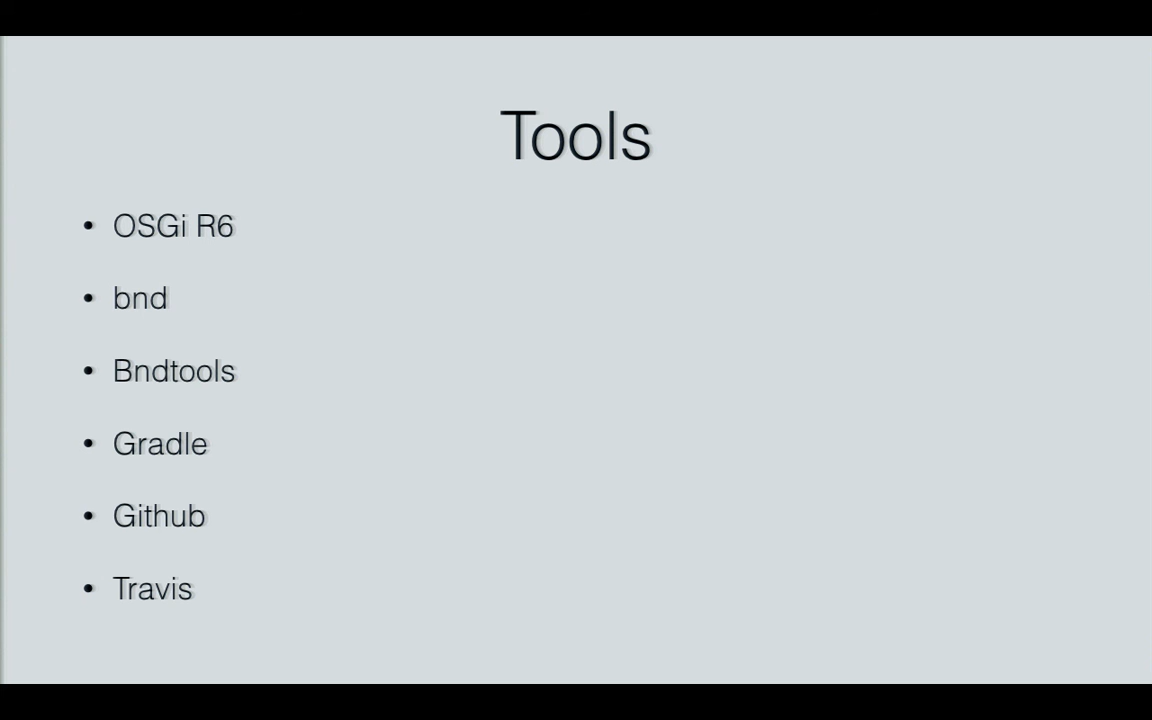 Tools
• OSGi R6
• bnd
• Bndtools
• Gradle
• Github
• Travis